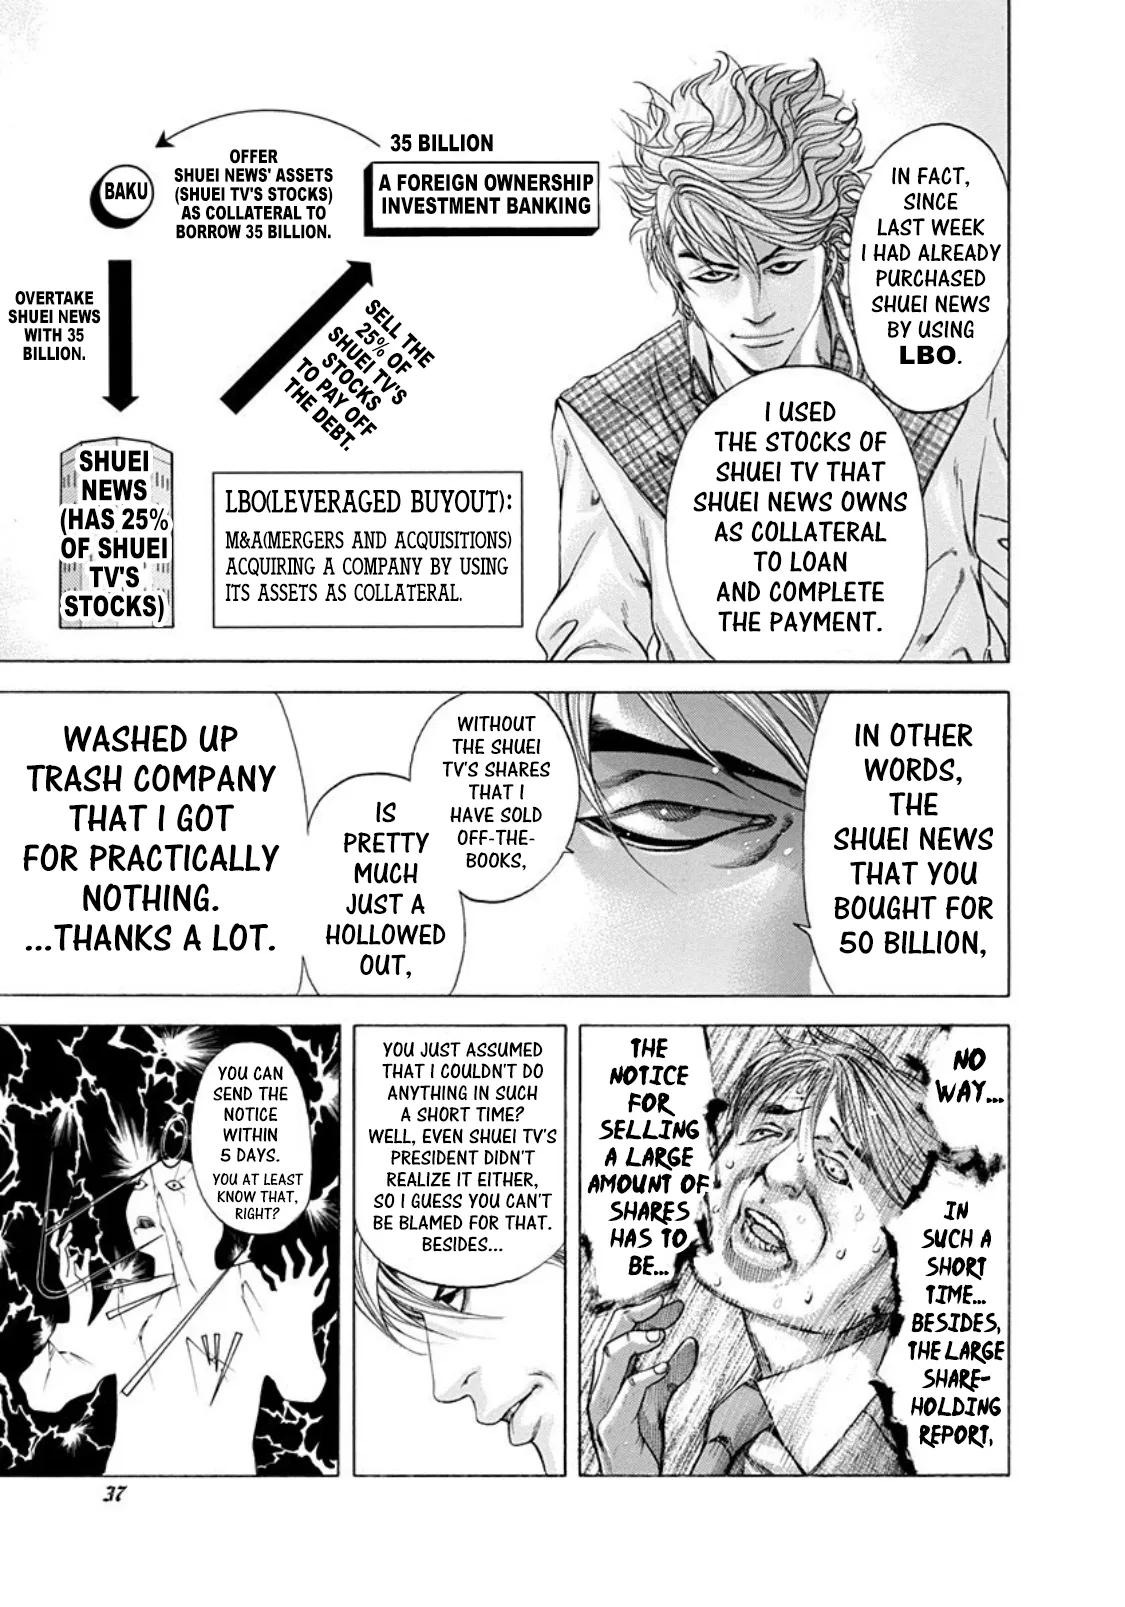 IN FACT,
SINCE
LAST WEEK
I HAD ALREADY
PURCHASED
SHUEI NEWS
BY USING
LBO.
I USED
THE STOCKS OF
SHUEI TV THAT
SHUEI NEWS OWNS
AS COLLATERAL
TO LOAN
AND COMPLETE
THE PAYMENT.
35 BILLION
A FOREIGN OWNERSHIP
INVESTMENT BANKING
OFFER
SHUEI NEWS' ASSETS
(SHUEI TV'S STOCKS)
AS COLLATERAL TO
BORROW 35 BILLION.
BAKU
OVERTAKE
SHUEI NEWS
WITH 35
BILLION.
SELL THE
25% OF
SHUEI TV'S
STOCKS
TO PAY OFF
THE DEBT.
SHUEI
NEWS
(HAS 25%
OF SHUEI
TV'S
STOCKS)
LBO(LEVERAGED BUYOUT):
M&A(MERGERS AND ACQUISITIONS)
ACQUIRING A COMPANY BY USING
ITS ASSETS AS COLLATERAL.
IN OTHER
WORDS,
THE
SHUEI NEWS
THAT YOU
BOUGHT FOR
50 BILLION,
WITHOUT
THE SHUEI
TV'S SHARES
THAT I
HAVE SOLD
OFF-THE-
BOOKS,
IS
PRETTY
MUCH
JUST A
HOLLOWED
OUT,
WASHED UP
TRASH COMPANY
THAT I GOT
FOR PRACTICALLY
NOTHING.
...THANKS A LOT.
NO
WAY...
IN
SUCH A
SHORT
TIME...
BESIDES,
THE LARGE
SHARE-
HOLDING
REPORT,
THE
NOTICE
FOR
SELLING
A LARGE
AMOUNT OF
SHARES
HAS TO
BE...
YOU JUST ASSUMED
THAT I COULDN'T DO
ANYTHING IN SUCH
A SHORT TIME?
WELL, EVEN SHUEI TV'S
PRESIDENT DIDN'T
REALIZE IT EITHER,
SO I GUESS YOU CAN'T
BE BLAMED FOR THAT.
BESIDES...
YOU CAN
SEND THE
NOTICE
WITHIN
5 DAYS.
YOU AT LEAST
KNOW THAT,
RIGHT?
37